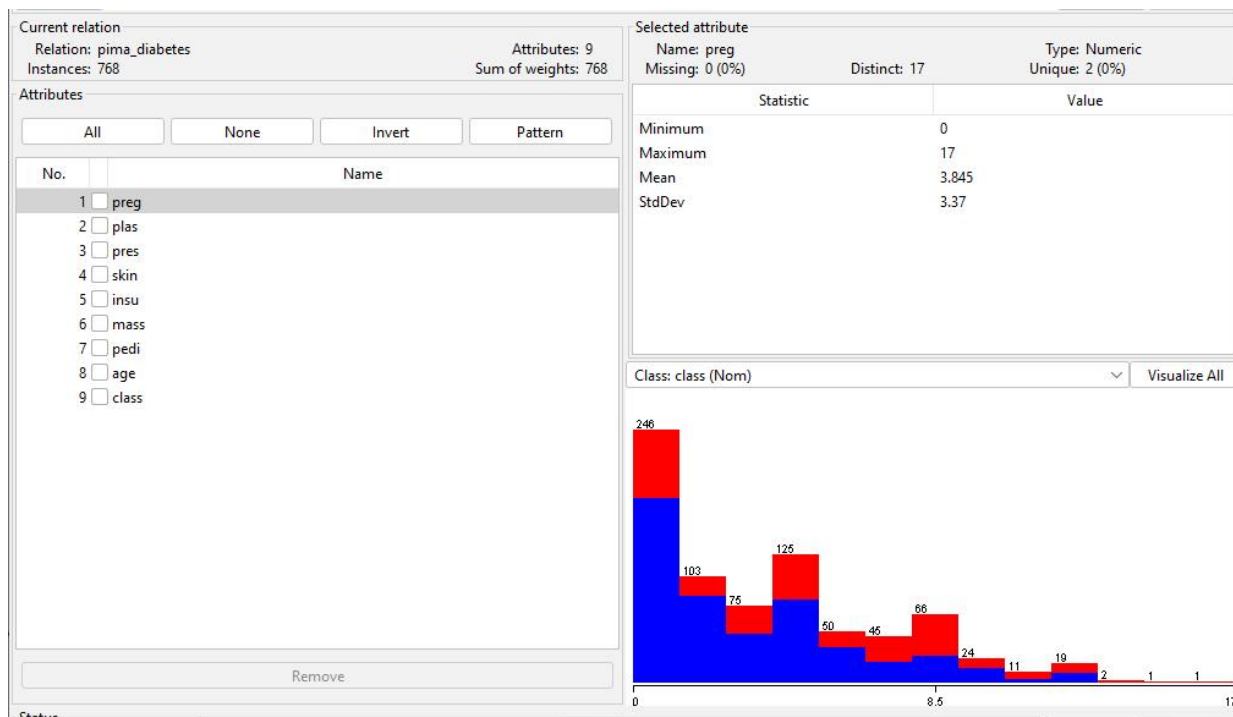 Current relation
Relation: pima_diabetes Attributes: 9
Instances: 768 Sum of weights: 768
Attributes
All None Invert Pattern
No. Name
1 preg
2 plas
3 pres
4 skin
5 insu
6 mass
7 pedi
8 age
9 class
Remove
Status
Selected attribute
Name: preg Type: Numeric
Missing: 0 (0%) Distinct: 17 Unique: 2 (0%)
Statistic Value
Minimum 0
Maximum 17
Mean 3.845
StdDev 3.37
Class: class (Nom) Visualize All
246
125
103
75
66
50 45
24
19
11
2 1 1
0 8.5 17